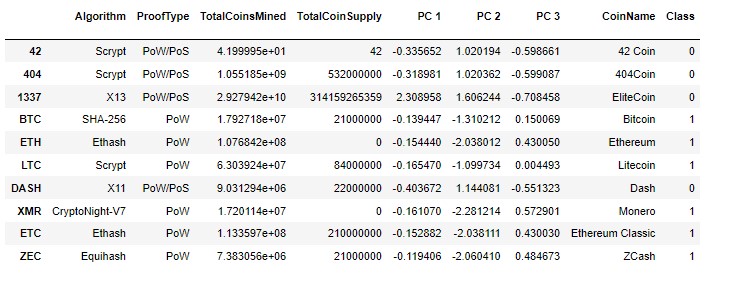 Algorithm ProofType TotalCoinsMined TotalCoinSupply PC 1 PC 2 PC 3 CoinName Class
42 Scrypt PoW/PoS 4.199995e+01 42 -0.335652 1.020194 -0.598661 42 Coin 0
404 Scrypt PoW/PoS 1.055185e+09 532000000 -0.318981 1.020362 -0.599087 404Coin 0
1337 X13 PoW/PoS 2.927942e+10 314159265359 2.308958 1.606244 -0.708458 EliteCoin 0
BTC SHA-256 PoW 1.792718e+07 21000000 -0.139447 -1.310212 0.150069 Bitcoin 1
ETH Ethash PoW 1.076842e+08 0 -0.154440 -2.038012 0.430050 Ethereum 1
LTC Scrypt PoW 6.303924e+07 84000000 -0.165470 -1.099734 0.004493 Litecoin 1
DASH X11 PoW/PoS 9.031294e+06 22000000 -0.403672 1.144081 -0.551323 Dash 0
XMR CryptoNight-V7 PoW 1.720114e+07 0 -0.161070 -2.281214 0.572901 Monero 1
ETC Ethash PoW 1.133597e+08 210000000 -0.152882 -2.038111 0.430030 Ethereum Classic 1
ZEC Equihash PoW 7.383056e+06 21000000 -0.119406 -2.060410 0.484673 ZCash 1